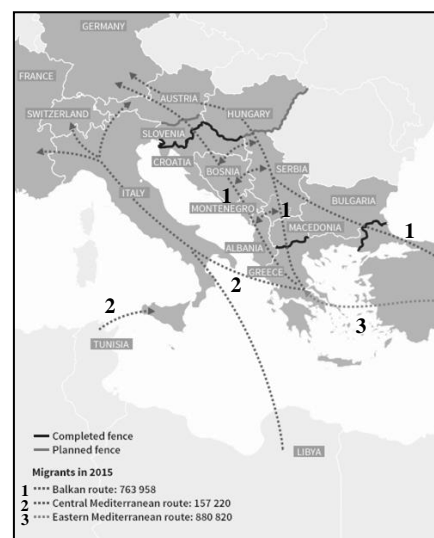 GERMANY
FRANCE
AUSTRIA
SWITZERLAND
HUNGARY
SLOVENIA
CROATIA
SERBIA
BOSNIA
ITALY
1
BULGARIA
MONTENEGRO
1
MACEDONIA
1
ALBANIA
GREECE
2
2
3
TUNISIA
Completed fence
Planned fence
LIBYA
Migrants in 2015
1 Balkan route: 763 958
2 Central Mediterranean route: 157 220
3 Eastern Mediterranean route: 880 820